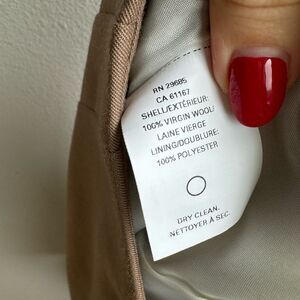 RN 29685
CA 61167
SHELL/EXTÉRIEUR:
100% VIRGIN WOOL/
LAINE VIERGE
LINING/DOUBLURE:
100% POLYESTER
DRY CLEAN.
NETTOYER À SEC.